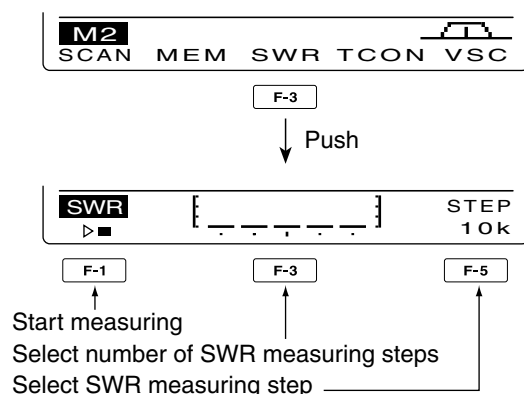 M2
SCAN MEM SWR TCON VSC
F-3
Push
SWR STEP
10k
F-1 F-3 F-5
Start measuring
Select number of SWR measuring steps
Select SWR measuring step